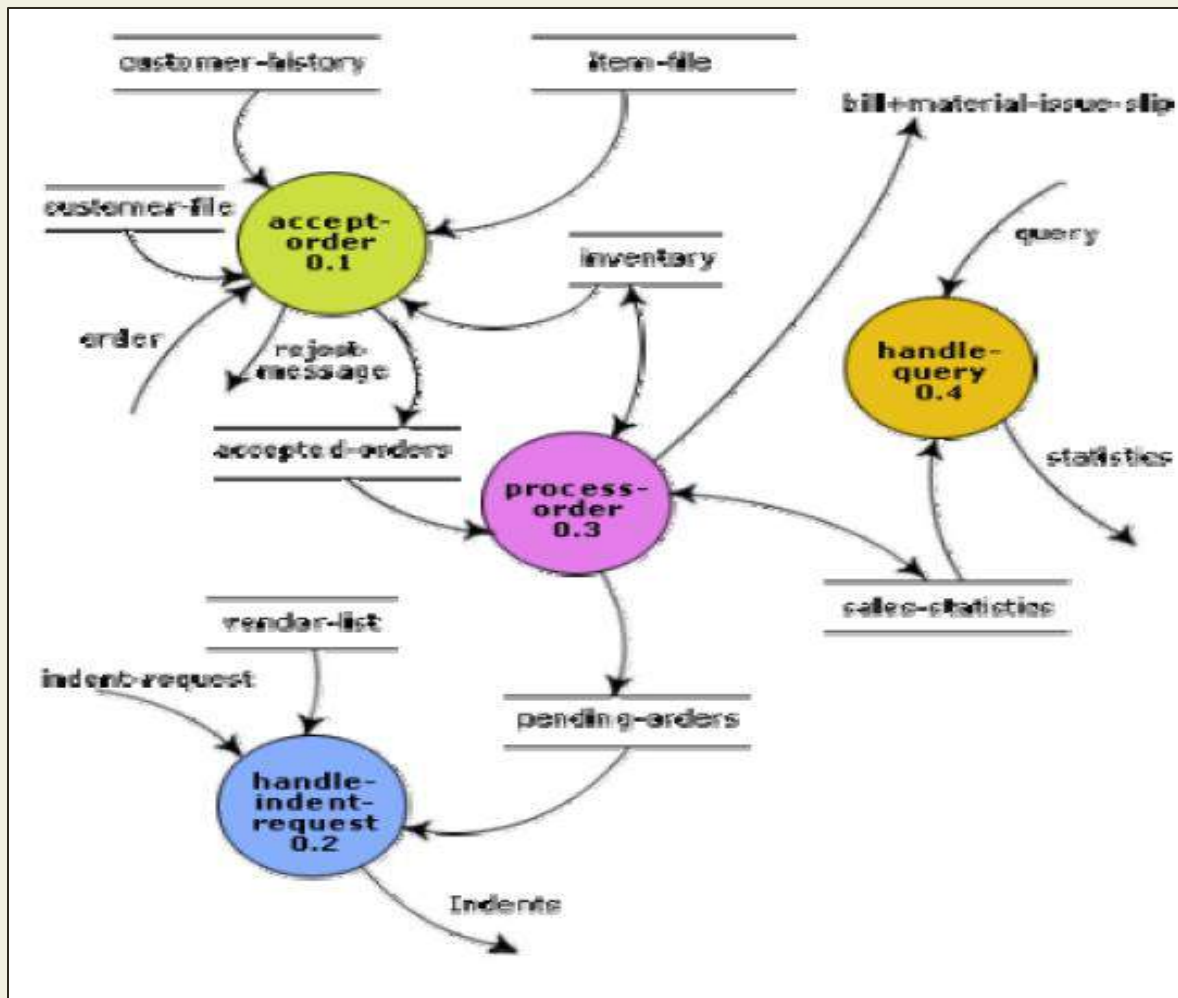 customer-history
item-file
bill+material-issue-slip
customer-file
accept-
order
0.1
inventory
query
order
reject-
message
handle-
query
0.4
accepted-orders
process-
order
0.3
statistics
sales-statistics
vendor-list
indent-request
pending-orders
handle-
indent-
request
0.2
Indents